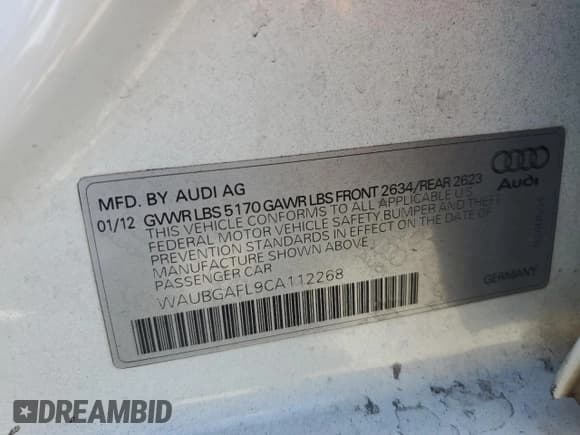 MFD. BY AUDI AG
01/12 GVWR LBS 5170 GAWR LBS FRONT 2634/REAR 2623
THIS VEHICLE CONFORMS TO ALL APPLICABLE U.S
FEDERAL MOTOR VEHICLE SAFETY, BUMPER AND THEFT
PREVENTION STANDARDS IN EFFECT ON THE DATE OF
MANUFACTURE SHOWN ABOVE.
PASSENGER CAR
WAUBGAFL9CA112268
Audi
GERMANY
DREAMBID